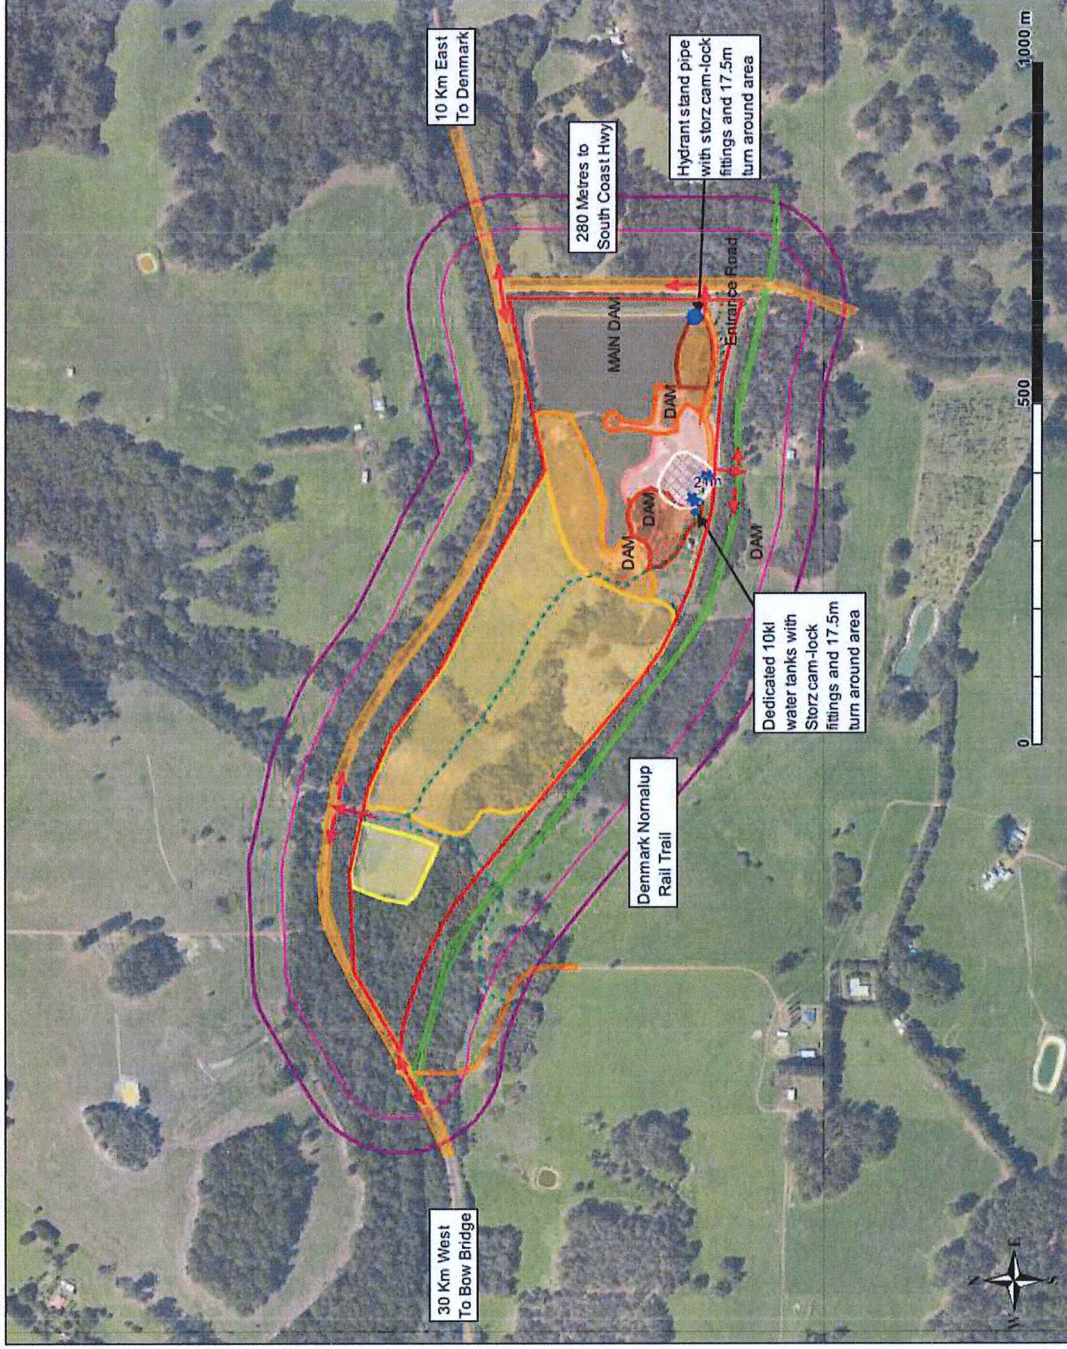 10 Km East
To Denmark
280 Metres to
South Coast Hwy
Hydrant stand pipe
with storz cam-lock
fittings and 17.5m
turn around area
MAIN DAM
Entrance Road
DAM
DAM
DAM
DAM
Dedicated 10kl
water tanks with
Storz cam-lock
fittings and 17.5m
turn around area
Denmark Nornalup
Rail Trail
30 Km West
To Bow Bridge
0
500
1000 m
N
E
S
W